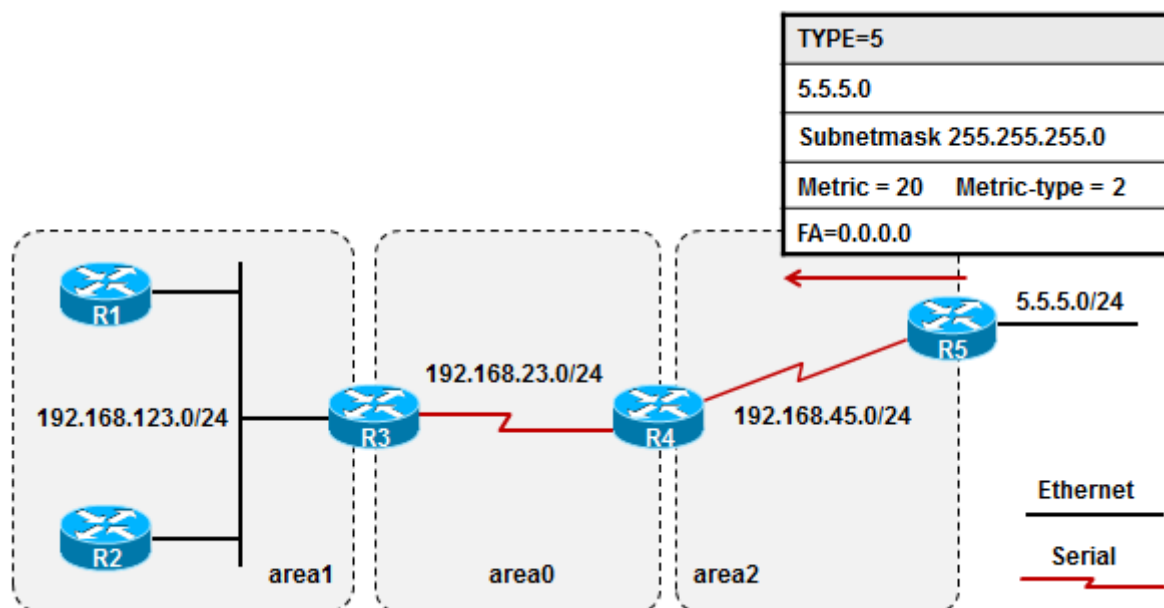 TYPE=5
5.5.5.0
Subnetmask 255.255.255.0
Metric = 20 Metric-type = 2
FA=0.0.0.0
R1
5.5.5.0/24
R5
192.168.23.0/24
192.168.123.0/24
R3
R4
192.168.45.0/24
Ethernet
R2
Serial
area1
area0
area2